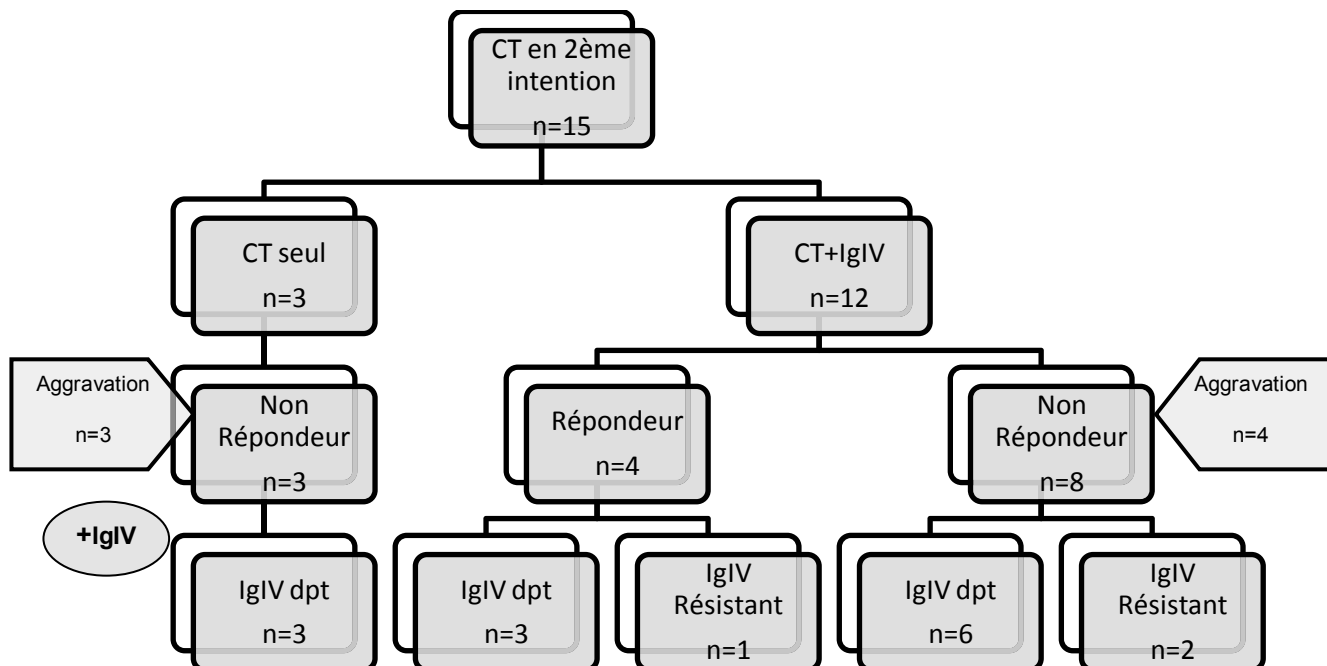 CT en 2ème
intention
n=15
CT seul
n=3
CT+IgIV
n=12
Aggravation
n=3
Non
Répondeur
n=3
Répondeur
n=4
Non
Répondeur
n=8
Aggravation
n=4
+IgIV
IgIV dpt
n=3
IgIV dpt
n=3
IgIV
Résistant
n=1
IgIV dpt
n=6
IgIV
Résistant
n=2